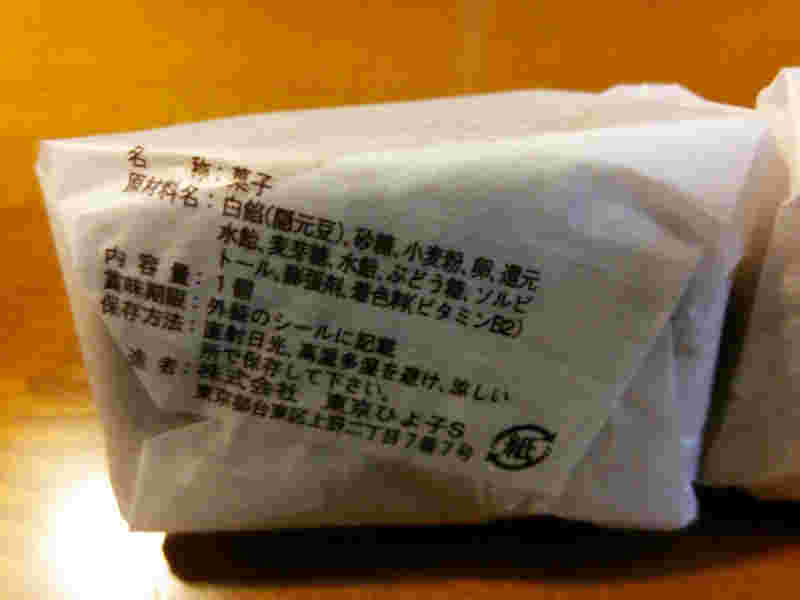 名　　称：菓子
原材料名：白餡(隠元豆)、砂糖、小麦粉、卵、還元
水飴、麦芽糖、水飴、ぶどう糖、ソルビ
トール、膨張剤、着色料(ビタミンB2)
内 容 量：1個
賞味期限：外装のシールに記載
保存方法：直射日光、高温多湿を避け、涼しい
所で保存して下さい。
造 者：株式会社　東京ひよ子S
東京都台東区上野二丁目7番7号
紙